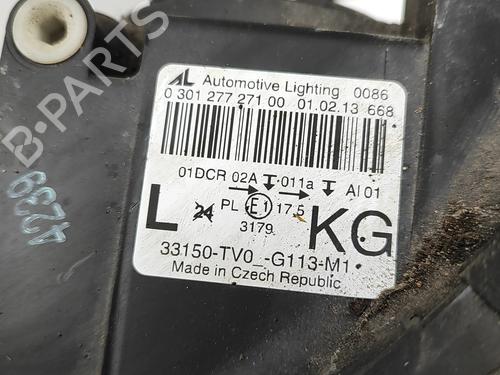 AL Automotive Lighting 0086
0 301 277 271 00 01.02.13 668
01DCR 02A 011a AI 01
L 24 PL E1 17.5 KG
3179
33150-TV0_-G113-M1
Made in Czech Republic
4239
B-PARTS